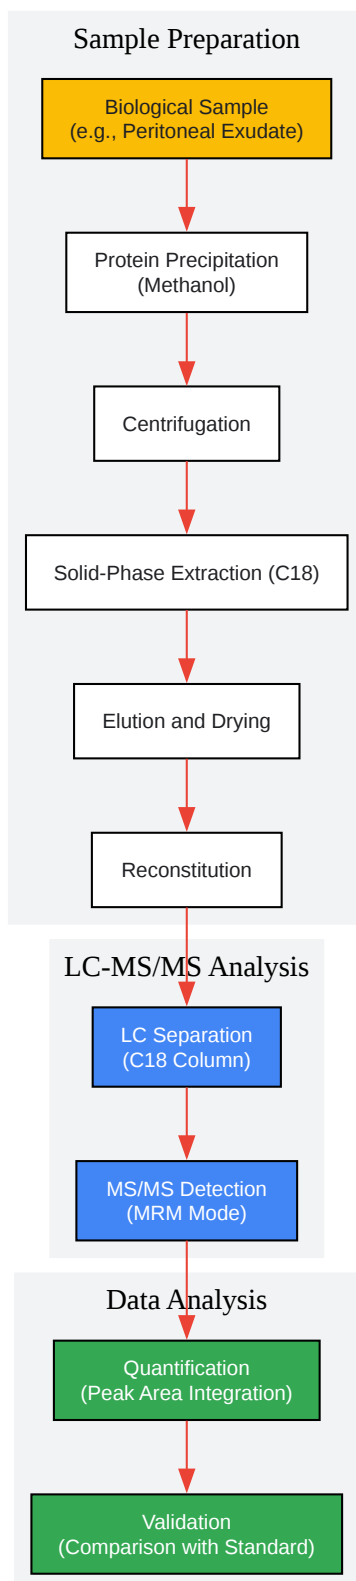 Sample Preparation
Biological Sample
(e.g., Peritoneal Exudate)
Protein Precipitation
(Methanol)
Centrifugation
Solid-Phase Extraction (C18)
Elution and Drying
Reconstitution
LC-MS/MS Analysis
LC Separation
(C18 Column)
MS/MS Detection
(MRM Mode)
Data Analysis
Quantification
(Peak Area Integration)
Validation
(Comparison with Standard)